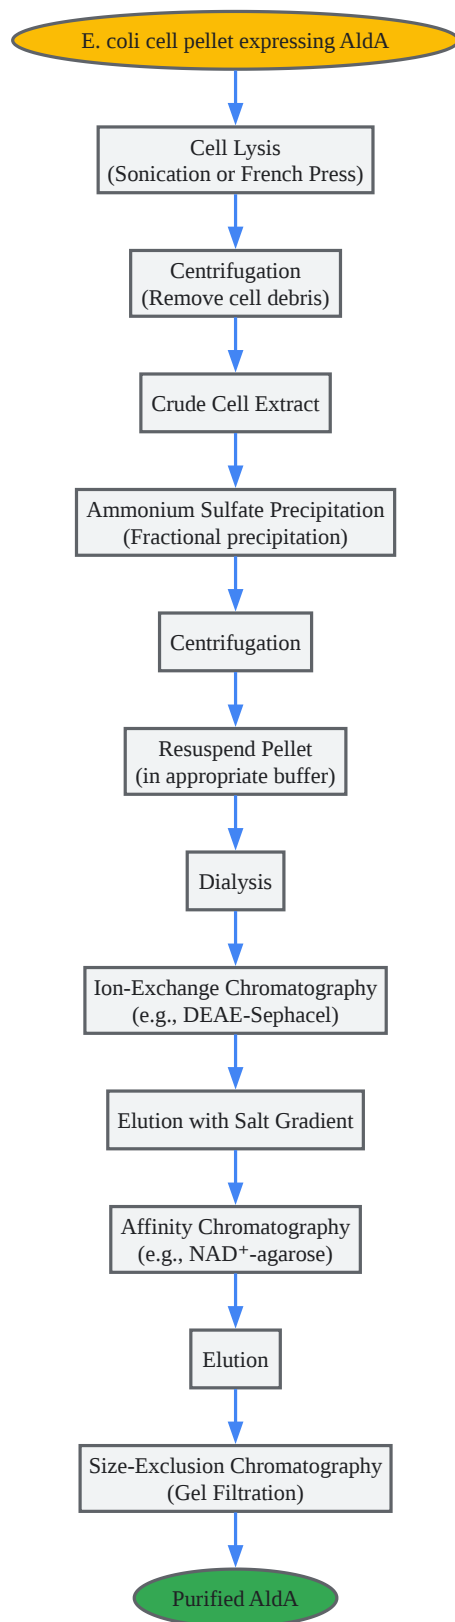 E. coli cell pellet expressing AldA
Cell Lysis
(Sonication or French Press)
Centrifugation
(Remove cell debris)
Crude Cell Extract
Ammonium Sulfate Precipitation
(Fractional precipitation)
Centrifugation
Resuspend Pellet
(in appropriate buffer)
Dialysis
Ion-Exchange Chromatography
(e.g., DEAE-Sephacel)
Elution with Salt Gradient
Affinity Chromatography
(e.g., NAD⁺-agarose)
Elution
Size-Exclusion Chromatography
(Gel Filtration)
Purified AldA